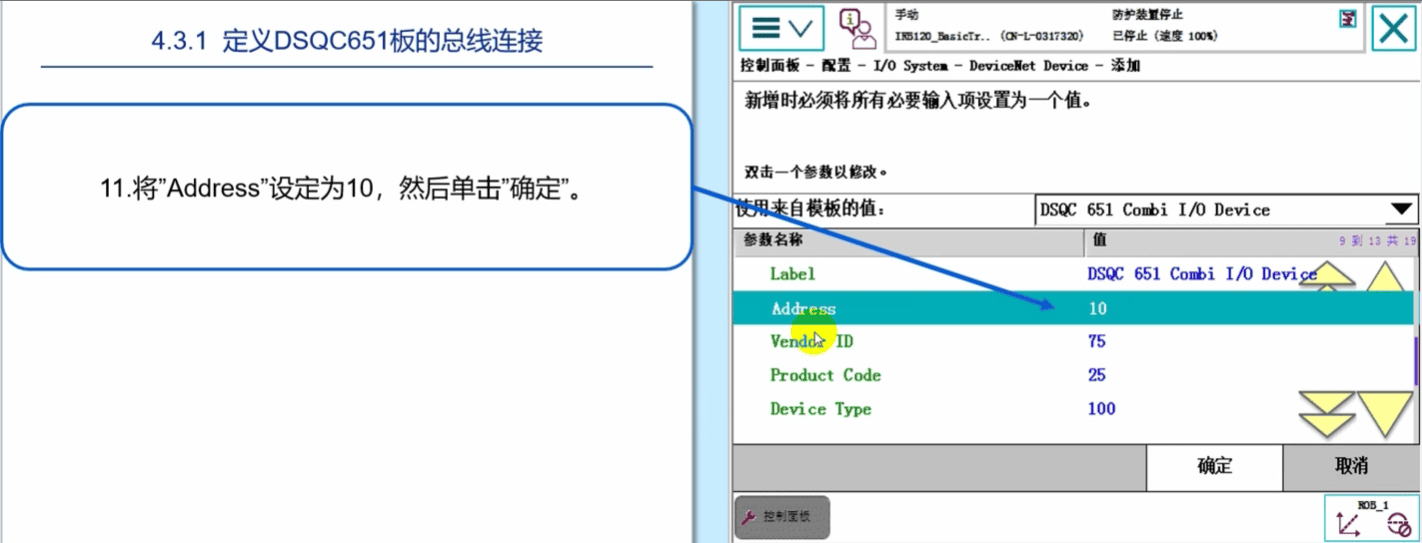 4.3.1 定义DSQC651板的总线连接
11.将”Address”设定为10，然后单击”确定”。
手动
IRB120_BasicTr.. (CN-L-0317320)
防护装置停止
已停止 (速度 100%)
控制面板 - 配置 - I/O System - DeviceNet Device - 添加
新增时必须将所有必要输入项设置为一个值。
双击一个参数以修改。
使用来自模板的值:
DSQC 651 Combi I/O Device
参数名称 值 9 到 13 共 19
Label DSQC 651 Combi I/O Device
Address 10
Vendor ID 75
Product Code 25
Device Type 100
确定 取消
控制面板
ROB_1